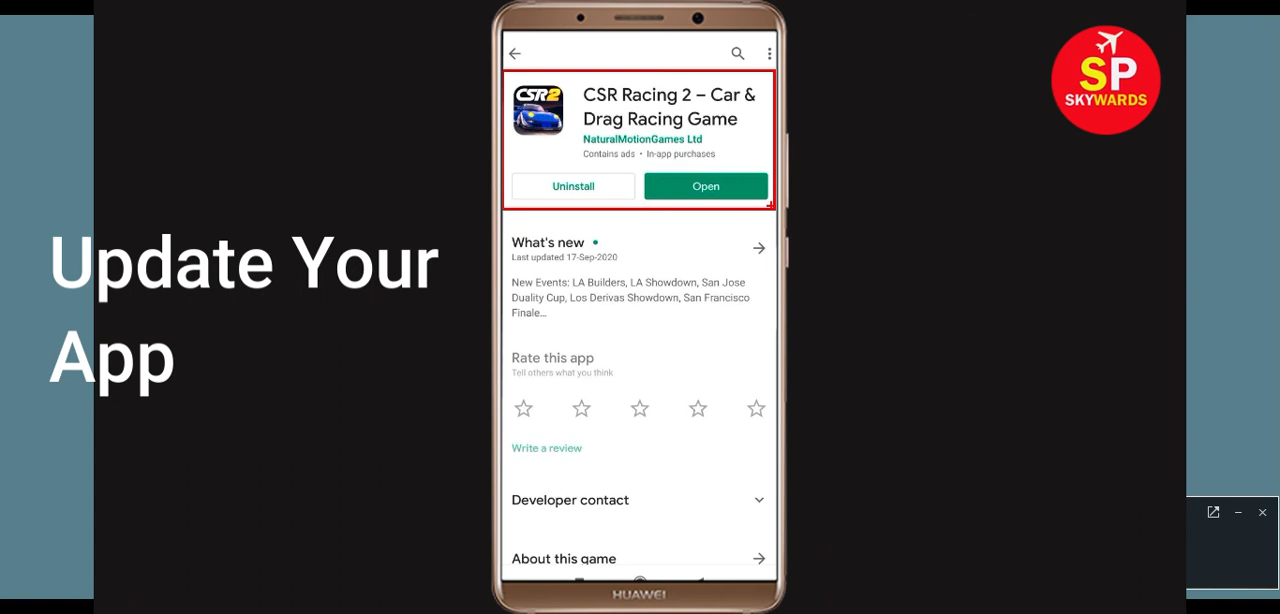 SP
SKYWARDS
Update Your
App
CSR2
CSR Racing 2 – Car &
Drag Racing Game
NaturalMotionGames Ltd
Contains ads • In-app purchases
Uninstall
Open
What's new
Last updated 17-Sep-2020
New Events: LA Builders, LA Showdown, San Jose
Duality Cup, Los Derivas Showdown, San Francisco
Finale...
Rate this app
Tell others what you think
Write a review
Developer contact
About this game
HUAWEI